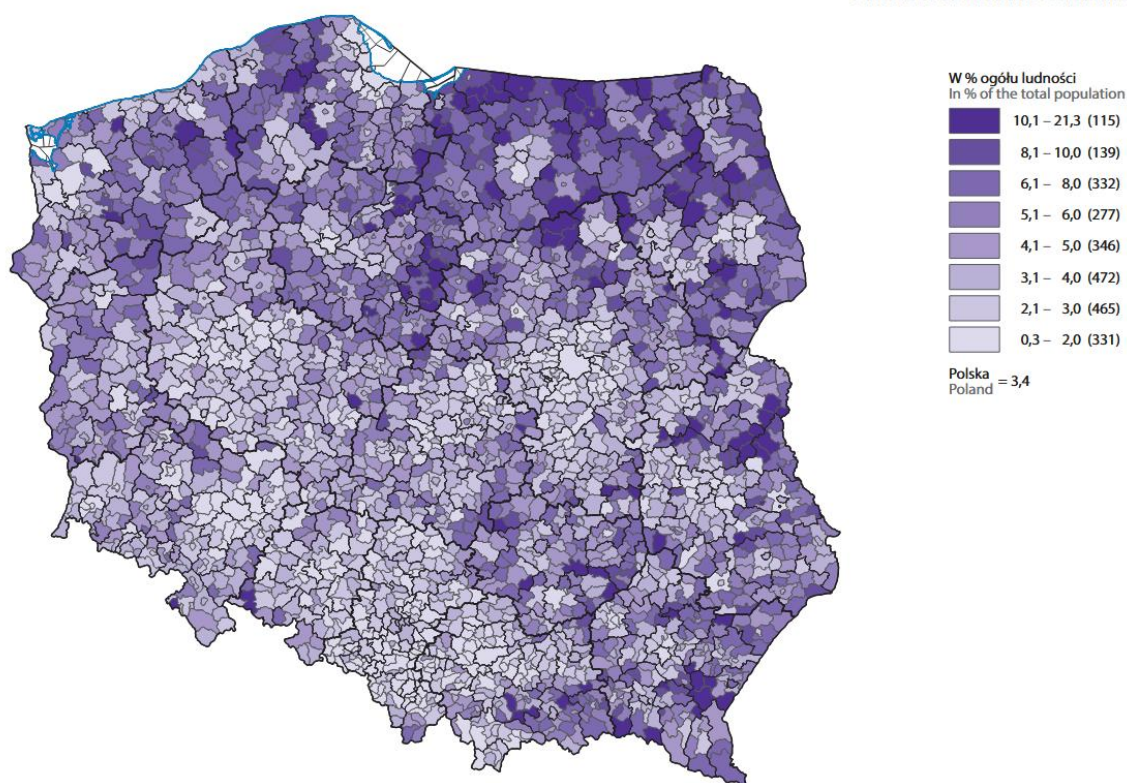 W % ogółu ludności
In % of the total population
10,1 – 21,3 (115)
8,1 – 10,0 (139)
6,1 – 8,0 (332)
5,1 – 6,0 (277)
4,1 – 5,0 (346)
3,1 – 4,0 (472)
2,1 – 3,0 (465)
0,3 – 2,0 (331)
Polska
Poland = 3,4